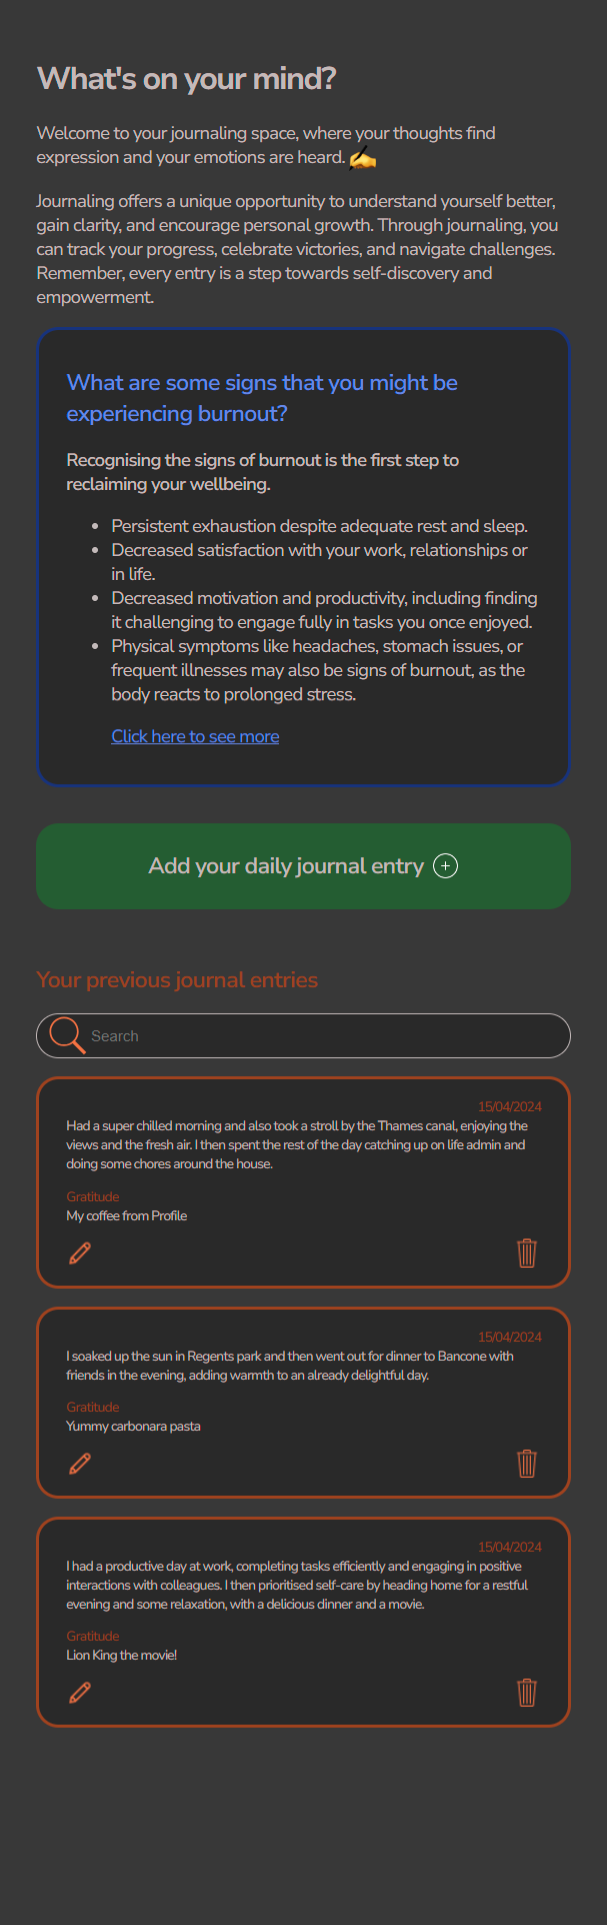 What's on your mind?
Welcome to your journaling space, where your thoughts find
expression and your emotions are heard. ✍️
Journaling offers a unique opportunity to understand yourself better,
gain clarity, and encourage personal growth. Through journaling, you
can track your progress, celebrate victories, and navigate challenges.
Remember, every entry is a step towards self-discovery and
empowerment.
What are some signs that you might be
experiencing burnout?
Recognising the signs of burnout is the first step to
reclaiming your wellbeing.
• Persistent exhaustion despite adequate rest and sleep.
• Decreased satisfaction with your work, relationships or
in life.
• Decreased motivation and productivity, including finding
it challenging to engage fully in tasks you once enjoyed.
• Physical symptoms like headaches, stomach issues, or
frequent illnesses may also be signs of burnout, as the
body reacts to prolonged stress.
Click here to see more
Add your daily journal entry
Your previous journal entries
Search
15/04/2024
Had a super chilled morning and also took a stroll by the Thames canal, enjoying the
views and the fresh air. I then spent the rest of the day catching up on life admin and
doing some chores around the house.
Gratitude
My coffee from Profile
15/04/2024
I soaked up the sun in Regents park and then went out for dinner to Bancone with
friends in the evening, adding warmth to an already delightful day.
Gratitude
Yummy carbonara pasta
15/04/2024
I had a productive day at work, completing tasks efficiently and engaging in positive
interactions with colleagues. I then prioritised self-care by heading home for a restful
evening and some relaxation, with a delicious dinner and a movie.
Gratitude
Lion King the movie!